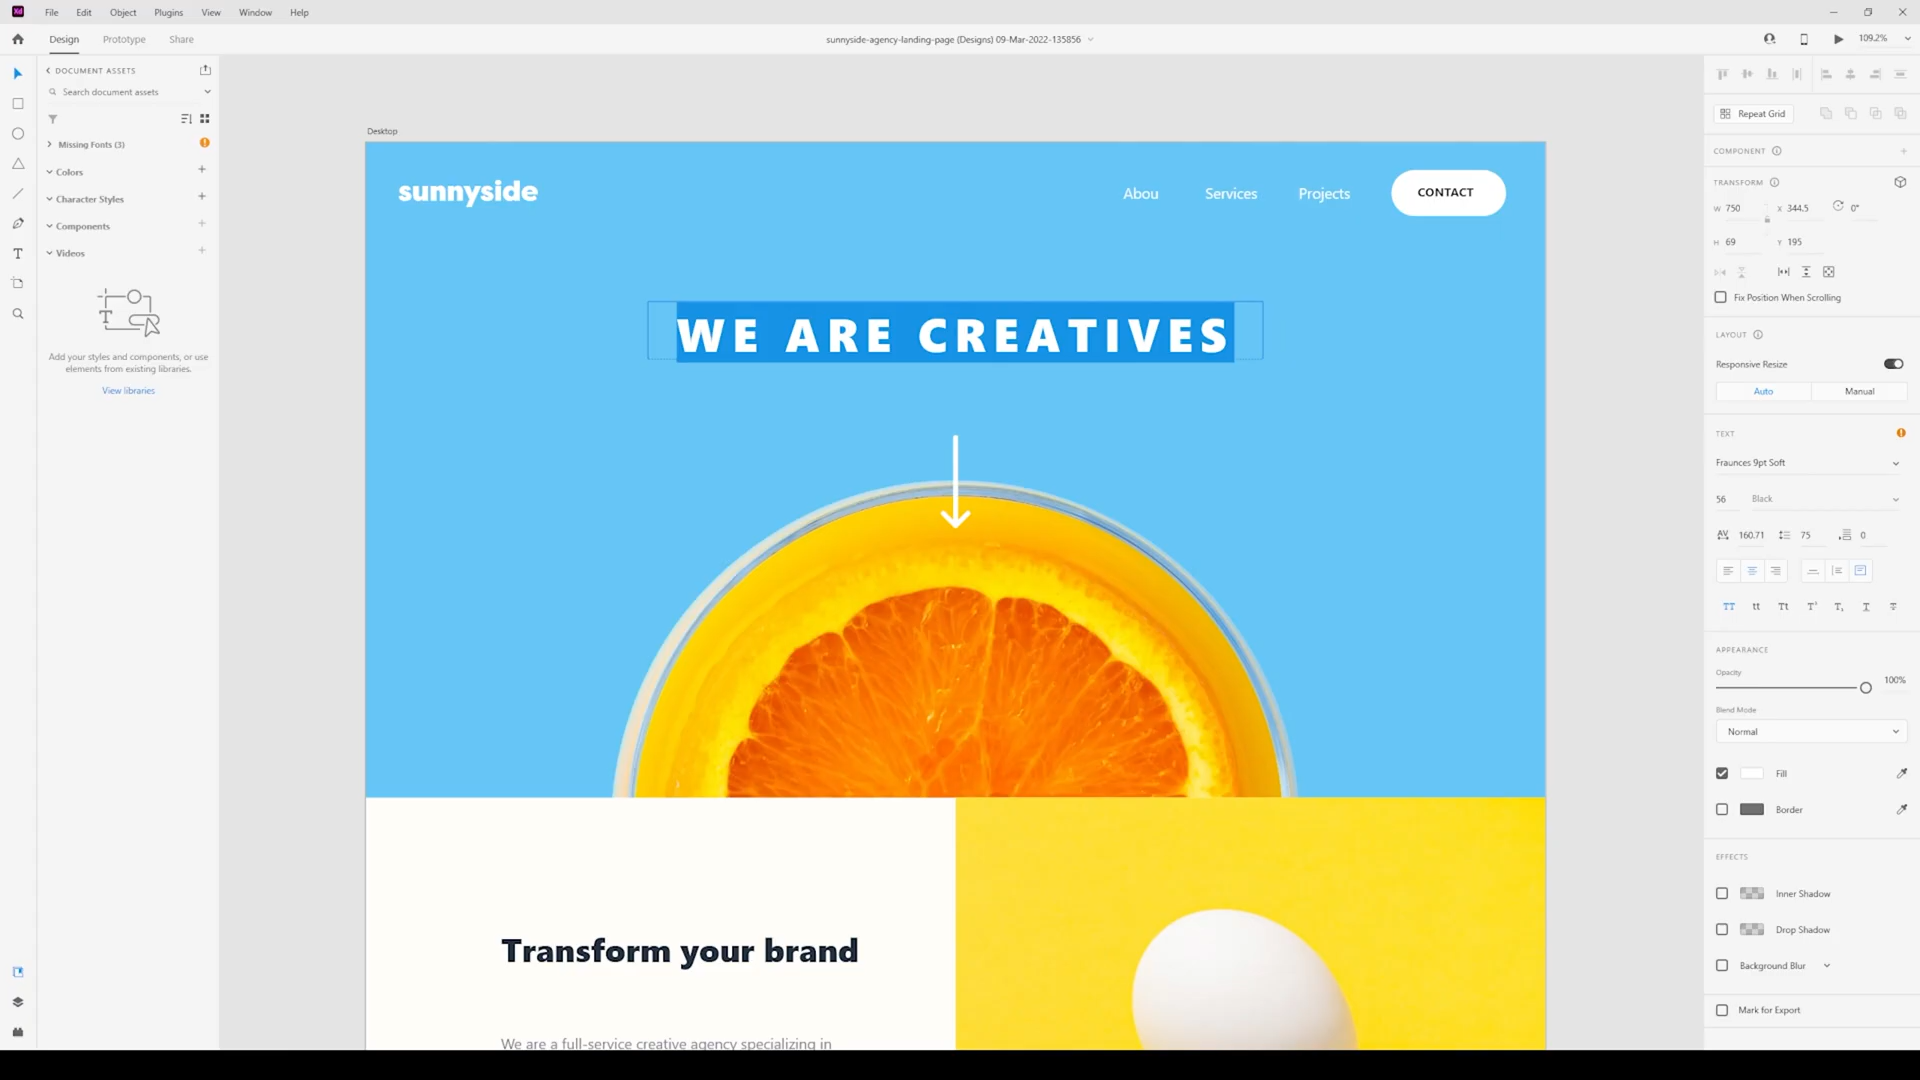 Xd File Edit Object Plugins View Window Help
Design Prototype Share
sunnyside-agency-landing-page (Designs) 09-Mar-2022-135856
109.2%
DOCUMENT ASSETS
Search document assets
Missing Fonts (3)
Colors
Character Styles
Components
Videos
Add your styles and components, or use
elements from existing libraries.
View libraries
Desktop
sunnyside
Abou Services Projects CONTACT
WE ARE CREATIVES
Transform your brand
We are a full-service creative agency specializing in
Repeat Grid
COMPONENT
TRANSFORM
W 750 X 344.5 0°
H 69 Y 195
Fix Position When Scrolling
LAYOUT
Responsive Resize
Auto Manual
TEXT
Fraunces 9pt Soft
56 Black
AV 160.71 75 0
TT tt Tt T¹ T, T T
APPEARANCE
Opacity
100%
Blend Mode
Normal
Fill
Border
EFFECTS
Inner Shadow
Drop Shadow
Background Blur
Mark for Export